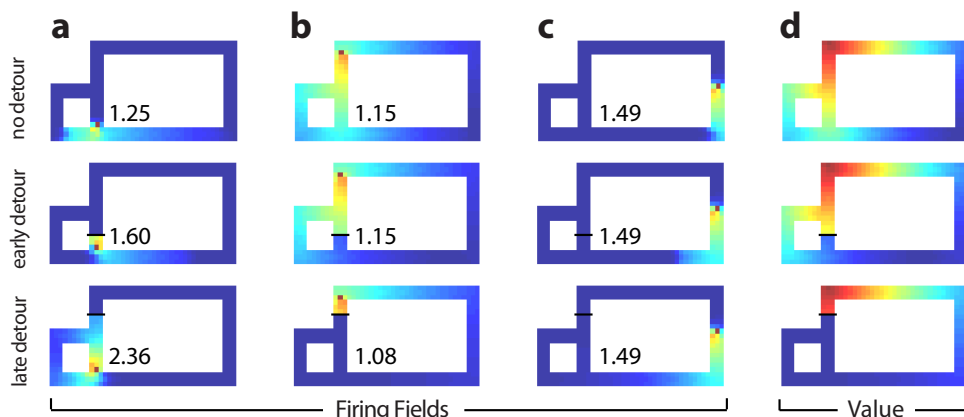 a b c d
no detour
1.25 1.15 1.49
early detour
1.60 1.15 1.49
late detour
2.36 1.08 1.49
Firing Fields Value